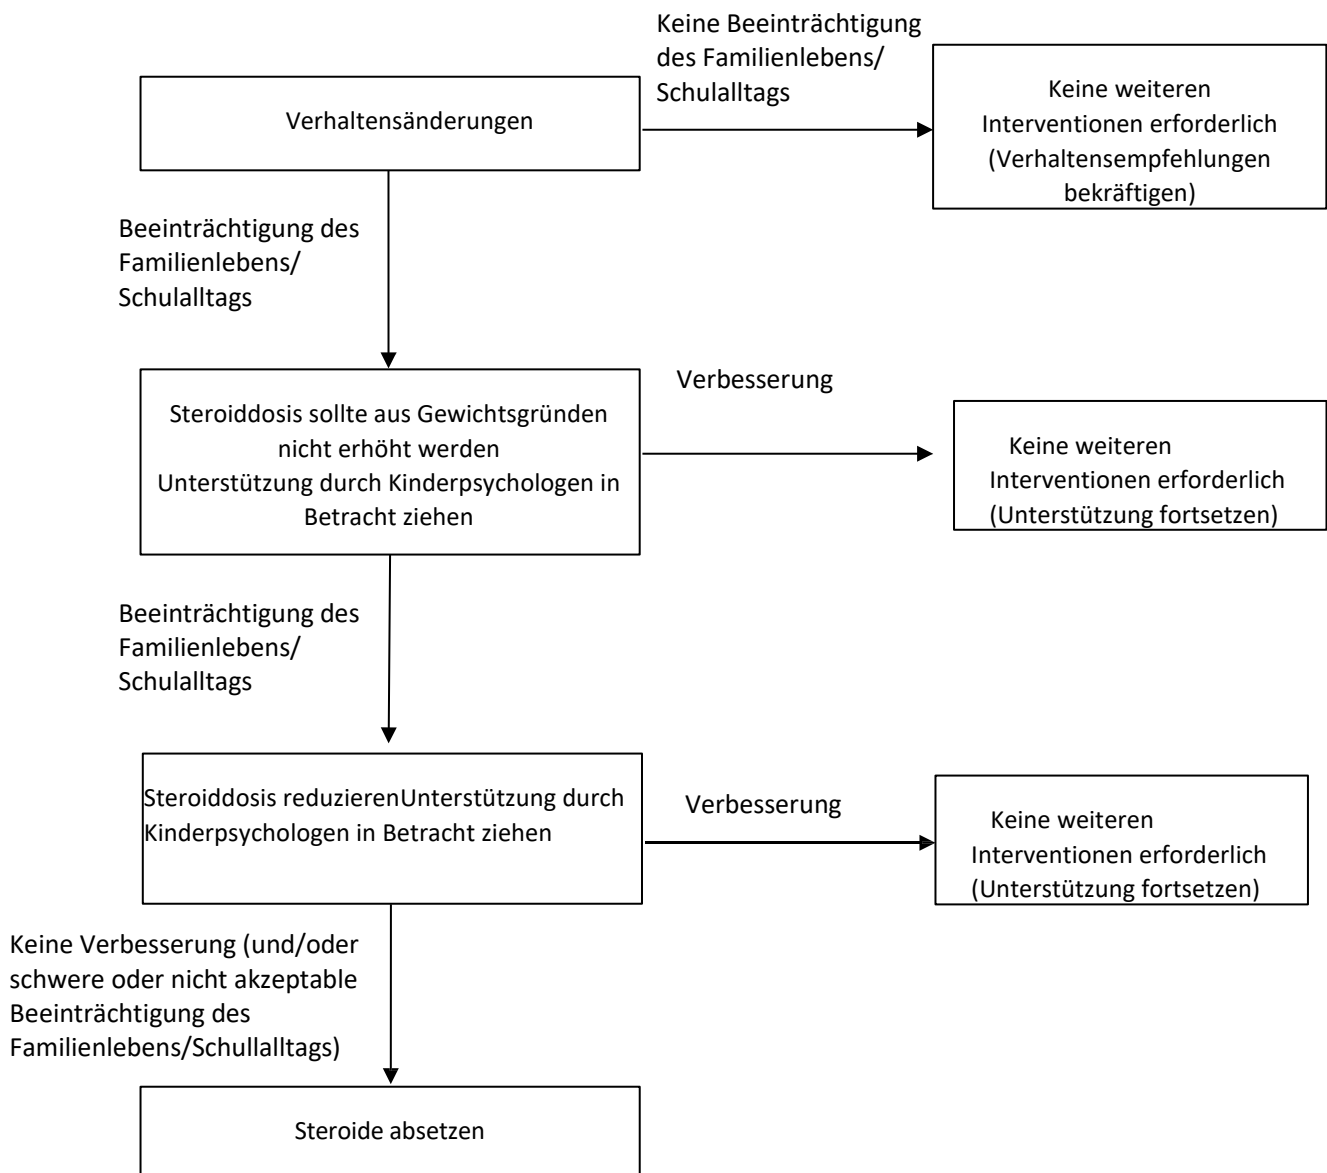 Keine Beeinträchtigung
des Familienlebens/
Schulalltags
Verhaltensänderungen
Keine weiteren
Interventionen erforderlich
(Verhaltensempfehlungen
bekräftigen)
Beeinträchtigung des
Familienlebens/
Schulalltags
Steroiddosis sollte aus Gewichtsgründen
nicht erhöht werden
Unterstützung durch Kinderpsychologen in
Betracht ziehen
Verbesserung
Keine weiteren
Interventionen erforderlich
(Unterstützung fortsetzen)
Beeinträchtigung des
Familienlebens/
Schulalltags
Steroiddosis reduzierenUnterstützung durch
Kinderpsychologen in Betracht ziehen
Verbesserung
Keine weiteren
Interventionen erforderlich
(Unterstützung fortsetzen)
Keine Verbesserung (und/oder
schwere oder nicht akzeptable
Beeinträchtigung des
Familienlebens/Schullalltags)
Steroide absetzen